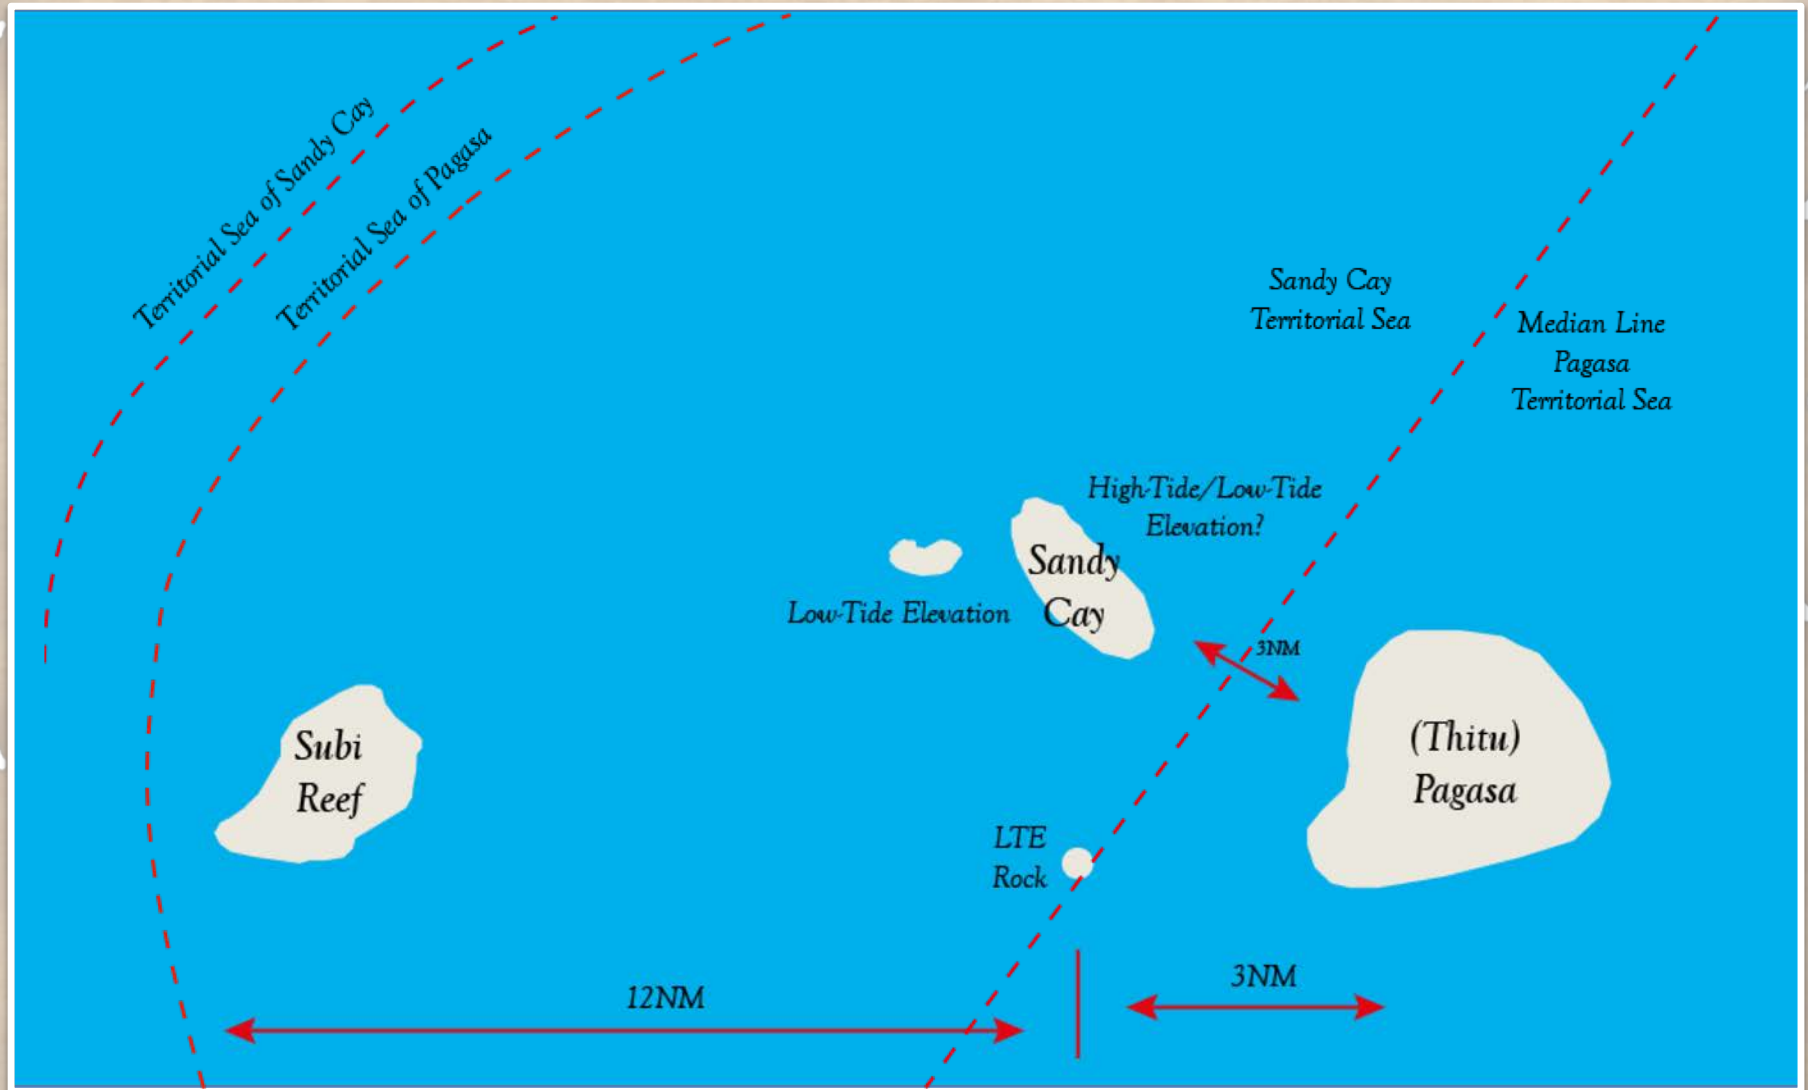 Territorial Sea of Sandy Cay
Territorial Sea of Pagasa
Sandy Cay
Territorial Sea
Median Line
Pagasa
Territorial Sea
High-Tide/Low-Tide
Elevation?
Sandy
Cay
Low-Tide Elevation
3NM
Subi
Reef
(Thitu)
Pagasa
LTE
Rock
12NM
3NM